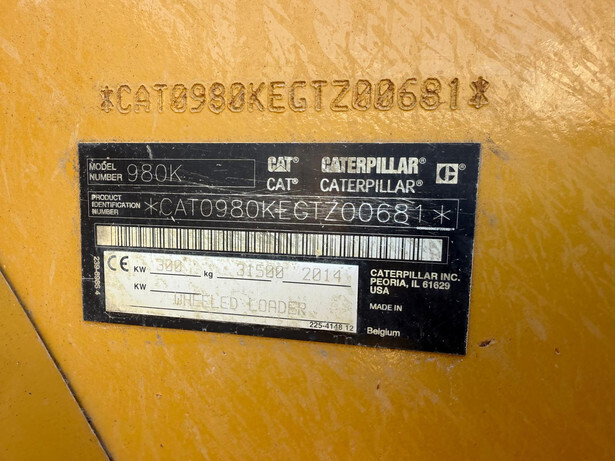 *CAT0980KEGTZ00681*
MODEL NUMBER 980K
CAT® CATERPILLAR®
CAT® CATERPILLAR®
PRODUCT IDENTIFICATION NUMBER *CAT0980KEGTZ00681*
CE KW 300 kg 31500 2014
KW
WHEELED LOADER
225-4148 12
CATERPILLAR INC.
PEORIA, IL 61629
USA
MADE IN
Belgium